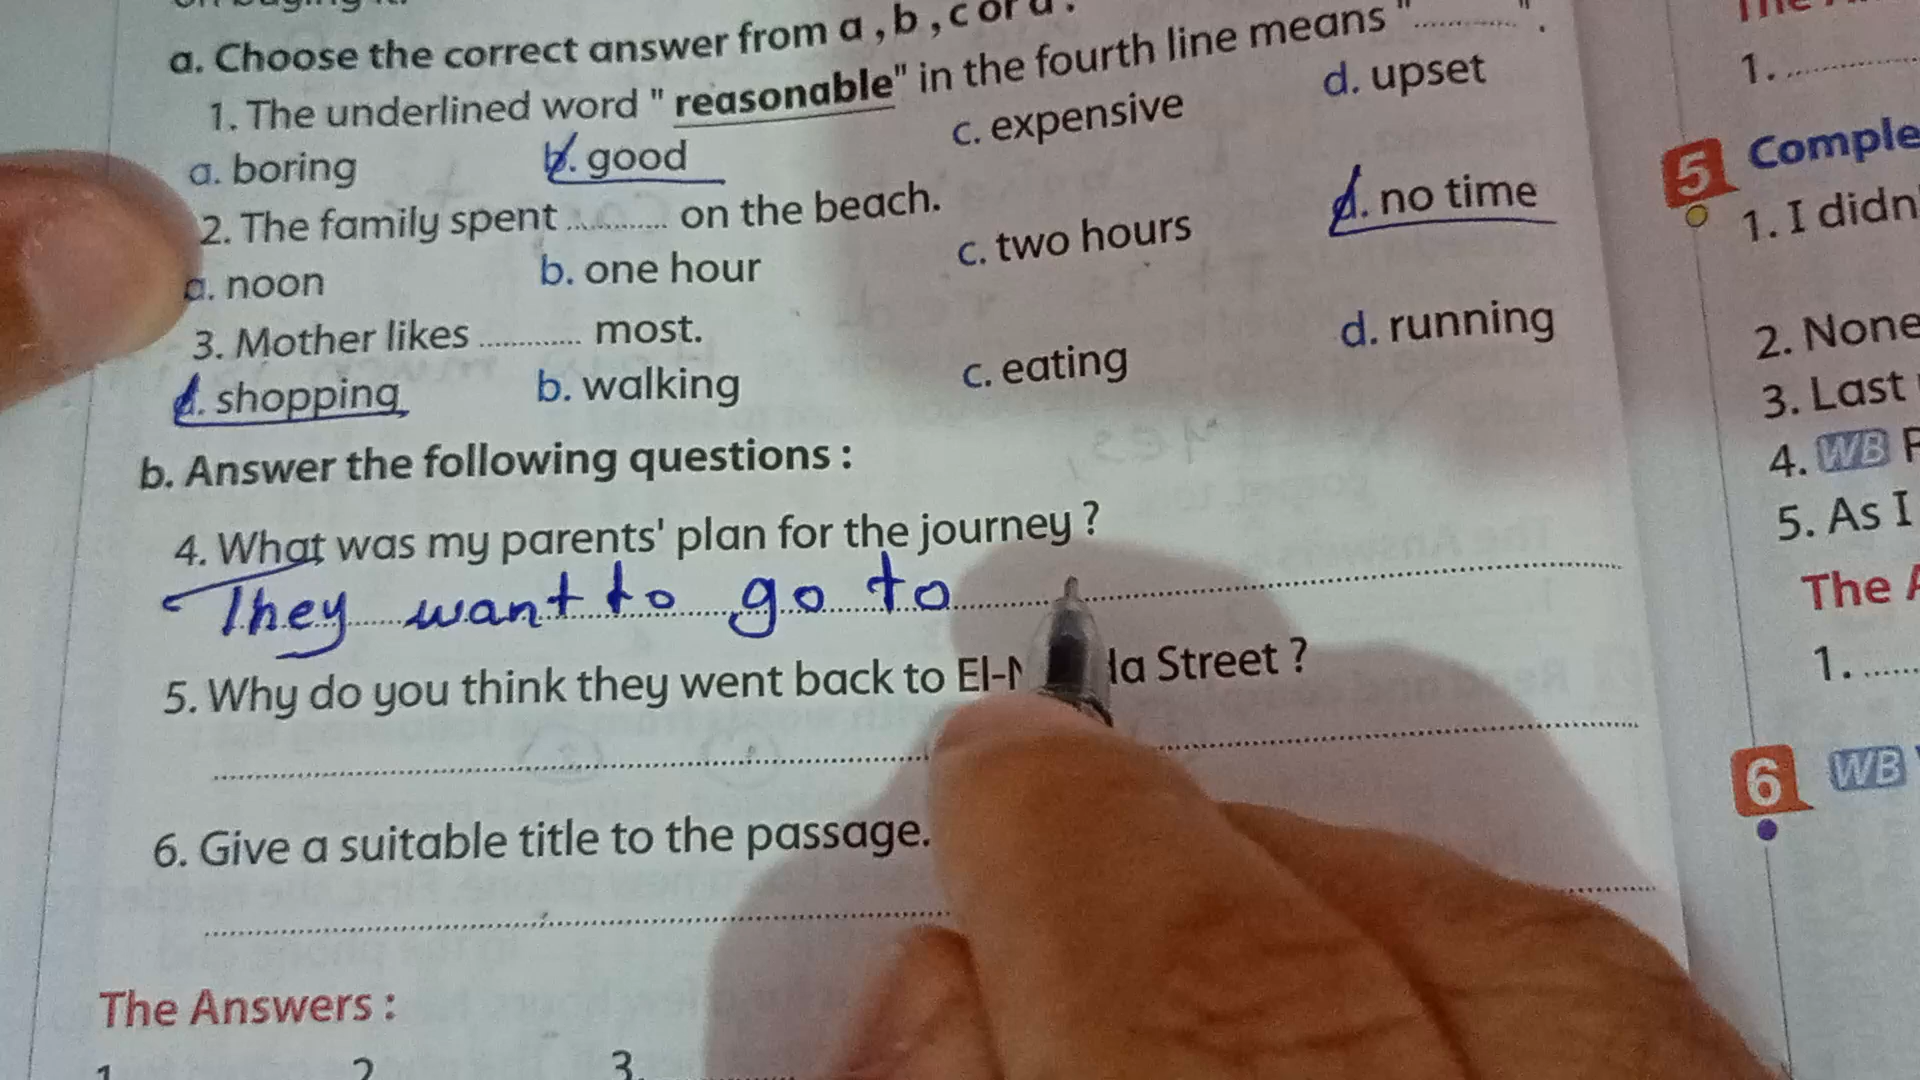 a. Choose the correct answer from a, b, c or d :
1. The underlined word " reasonable" in the fourth line means "............".
a. boring b. good c. expensive d. upset
2. The family spent ............ on the beach.
a. noon b. one hour c. two hours d. no time
3. Mother likes ............ most.
a. shopping b. walking c. eating d. running
b. Answer the following questions :
4. What was my parents' plan for the journey ?
They want to go to
5. Why do you think they went back to Street ?
6. Give a suitable title to the passage.
The Answers :
1 2 3.
1.
5
1. I didn
2. None
3. Last
4. WB
5. As I
The
1.
6 WB